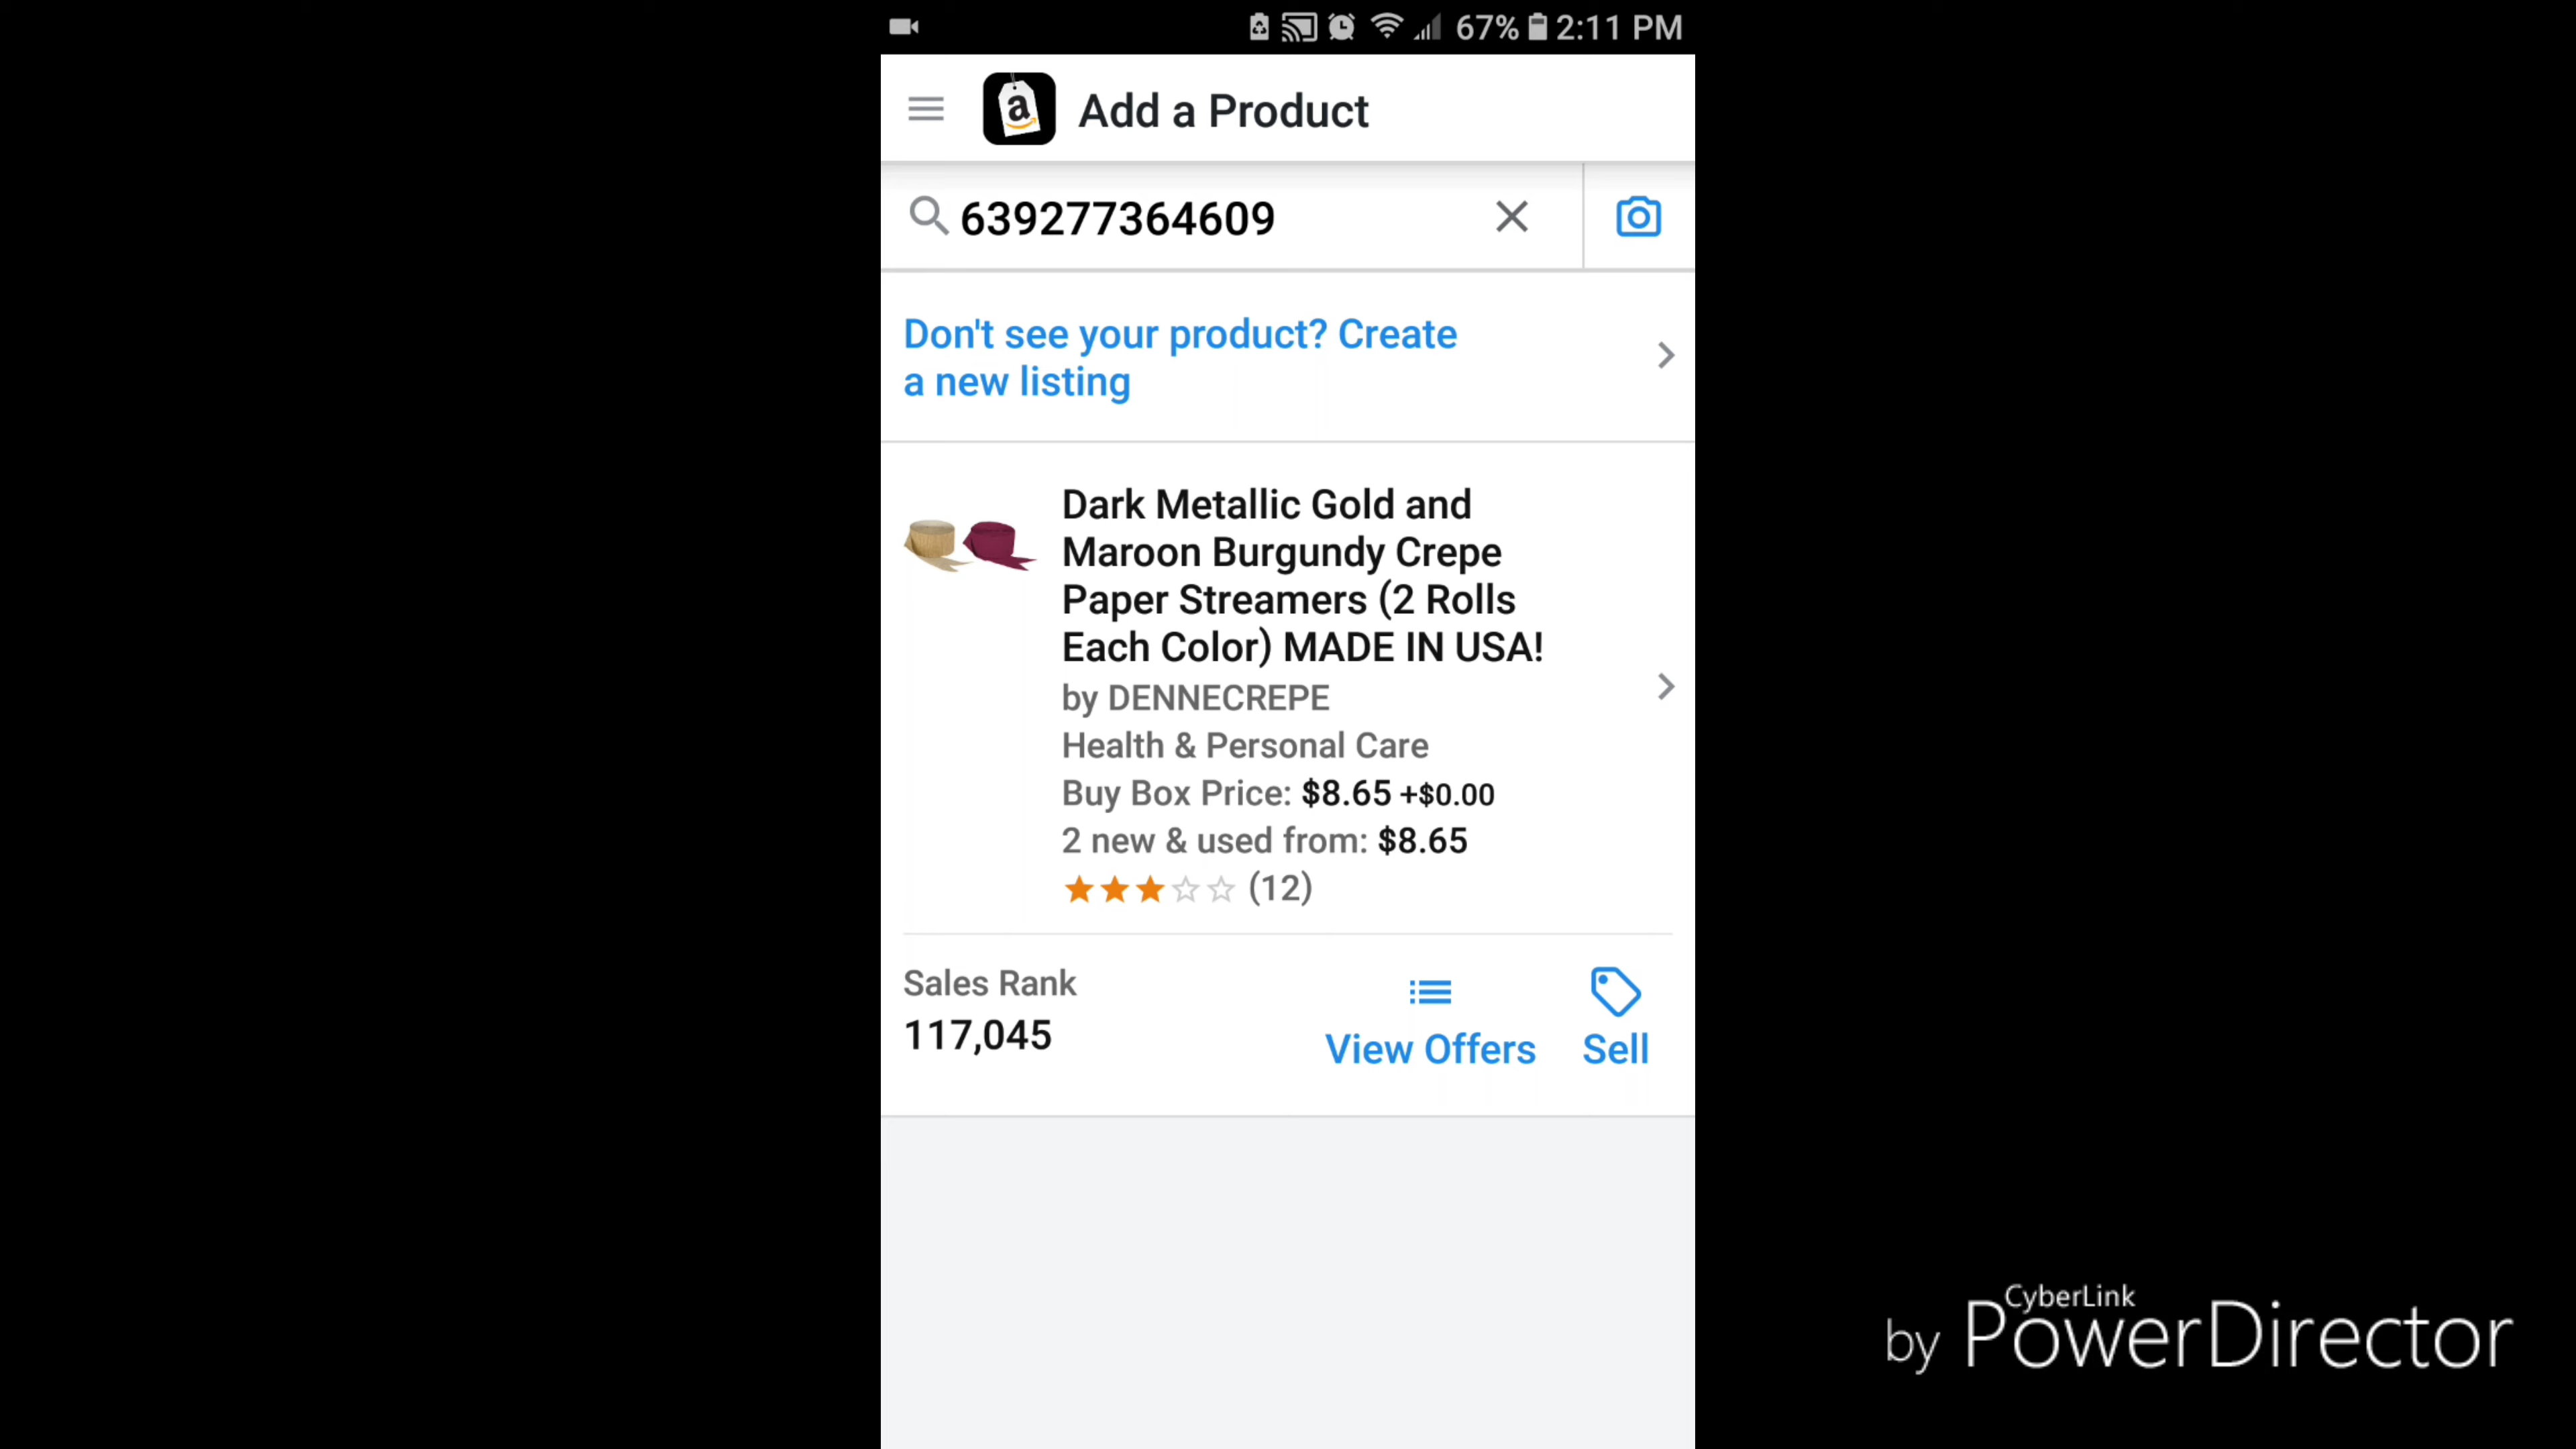 67% 2:11 PM
a Add a Product
639277364609
Don't see your product? Create
a new listing
Dark Metallic Gold and
Maroon Burgundy Crepe
Paper Streamers (2 Rolls
Each Color) MADE IN USA!
by DENNECREPE
Health & Personal Care
Buy Box Price: $8.65 +$0.00
2 new & used from: $8.65
(12)
Sales Rank
117,045
View Offers
Sell
by CyberLink
PowerDirector